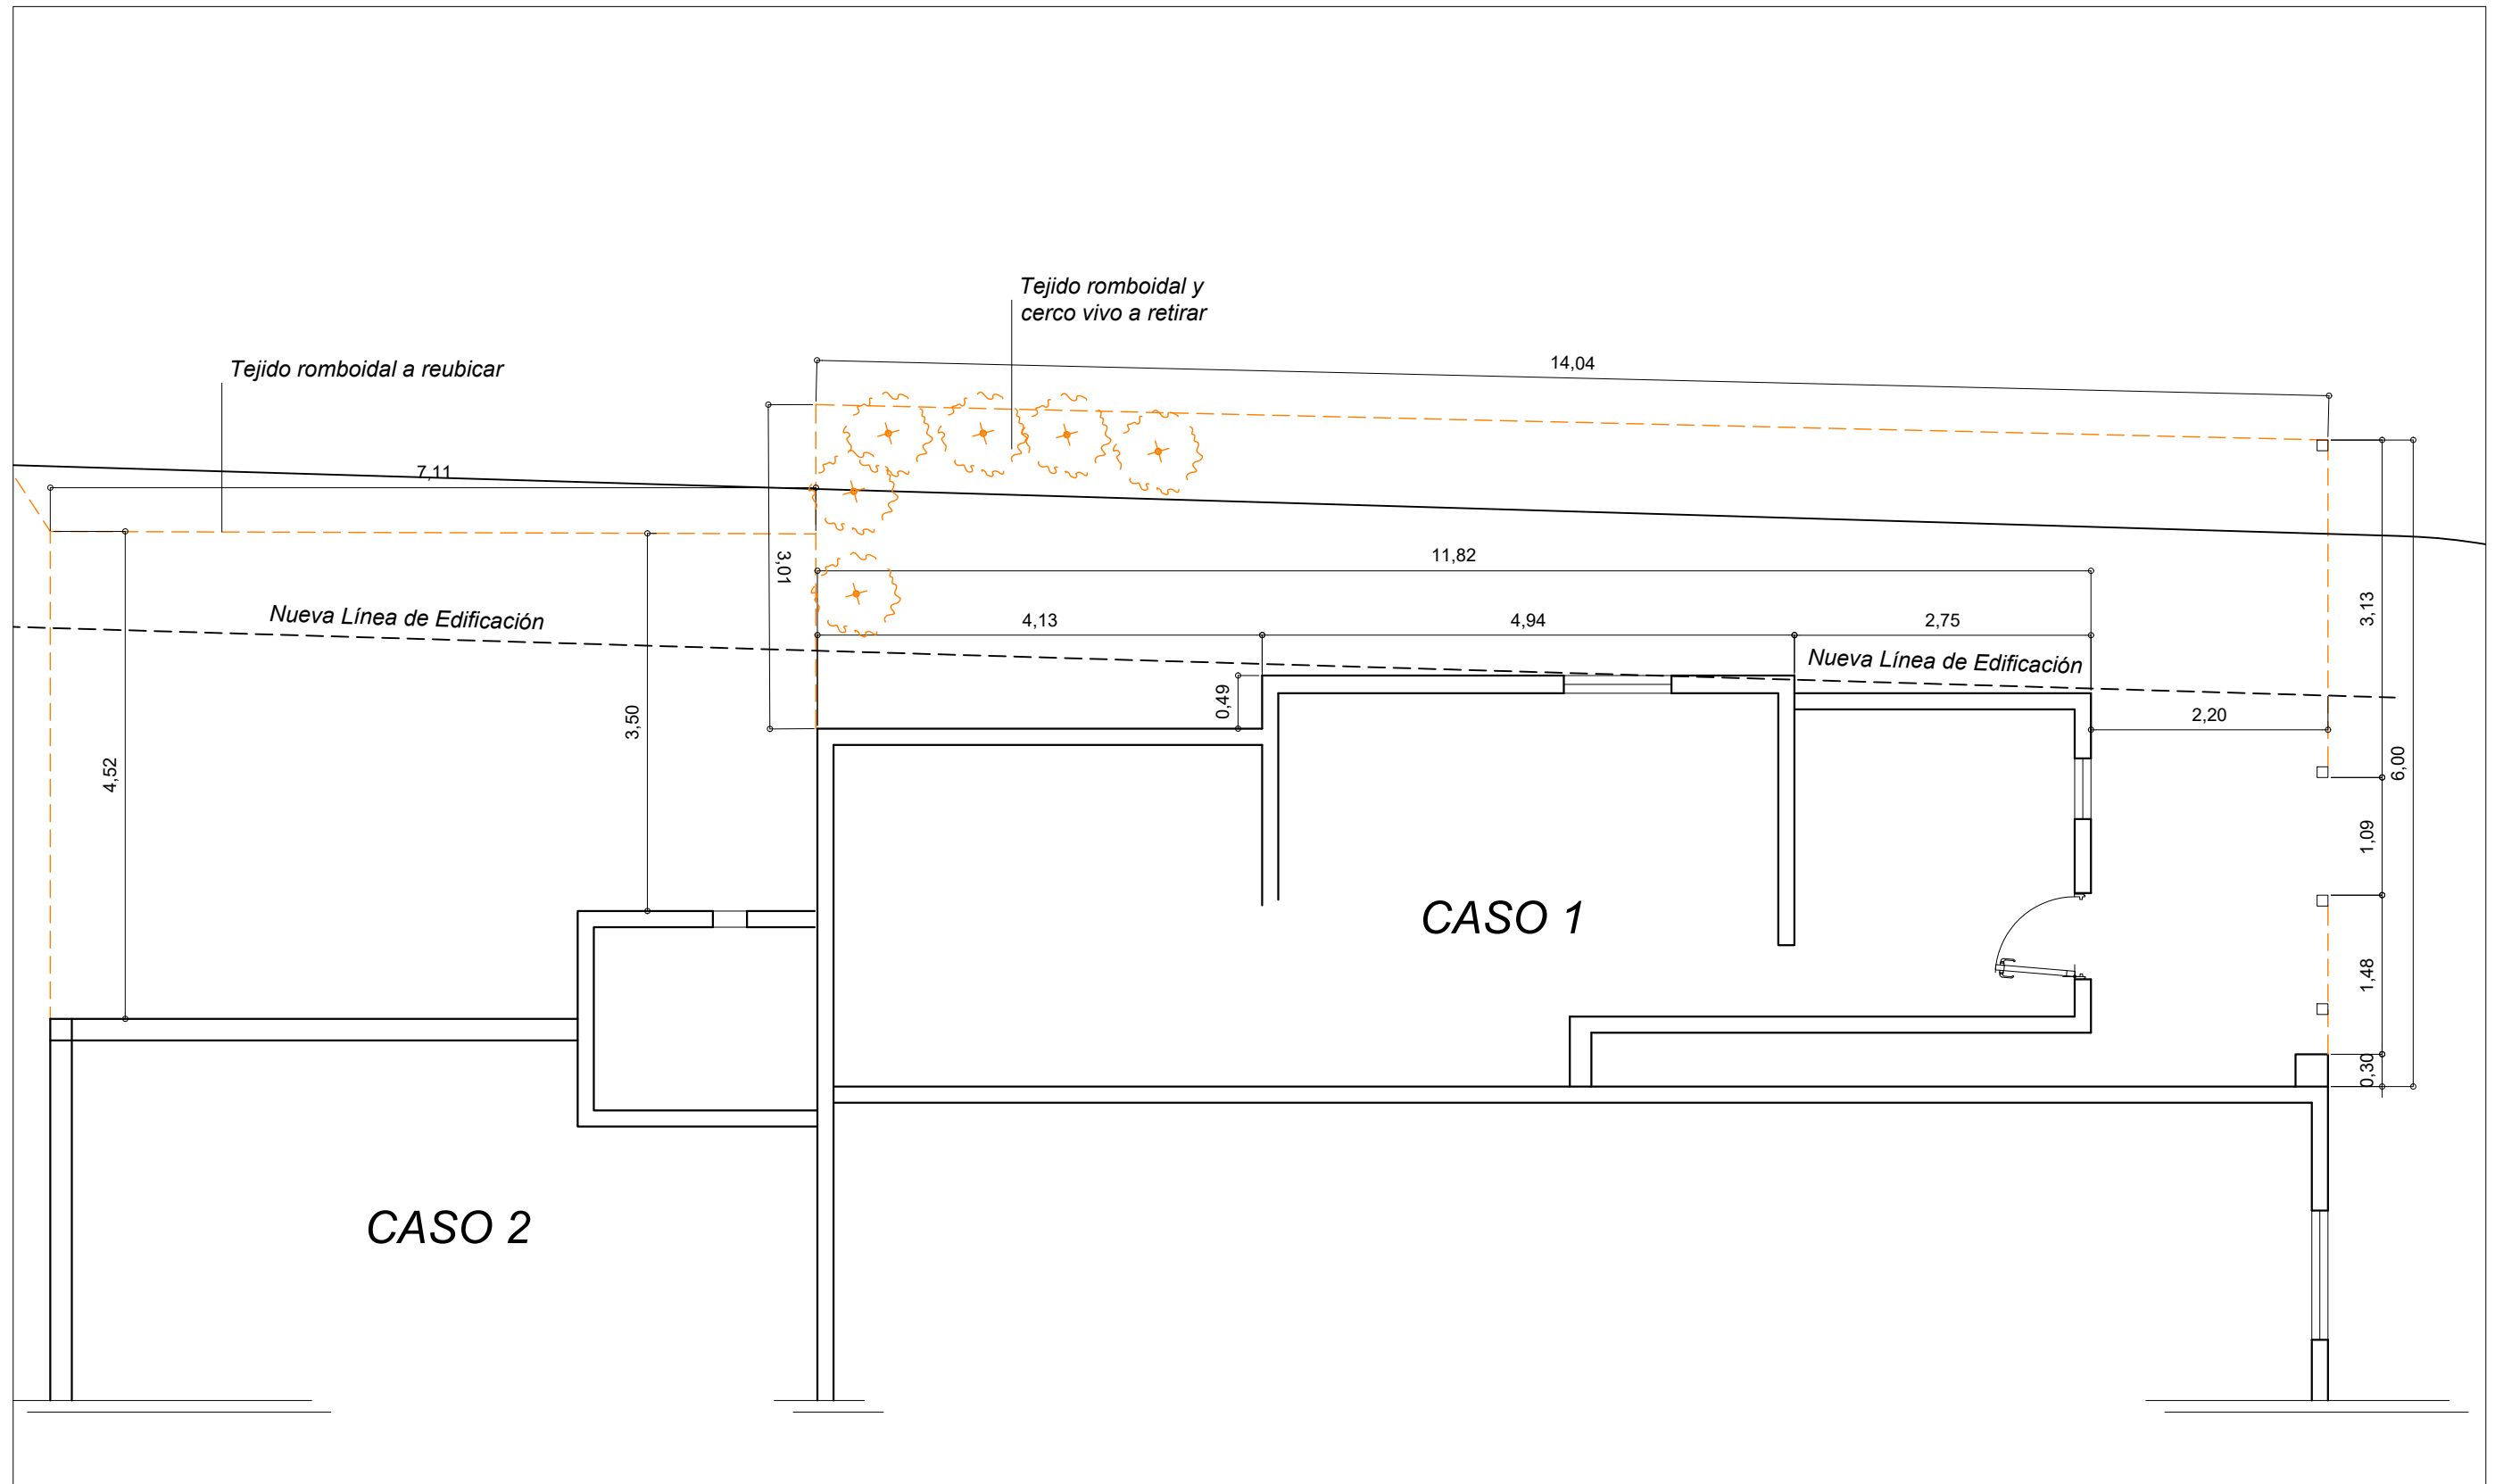 Tejido romboidal y
cerco vivo a retirar
Tejido romboidal a reubicar
14,04
7,11
3,01
11,82
3,13
Nueva Línea de Edificación
4,13
4,94
2,75
Nueva Línea de Edificación
0,49
3,50
2,20
4,52
6,00
1,09
CASO 1
1,48
0,30
CASO 2